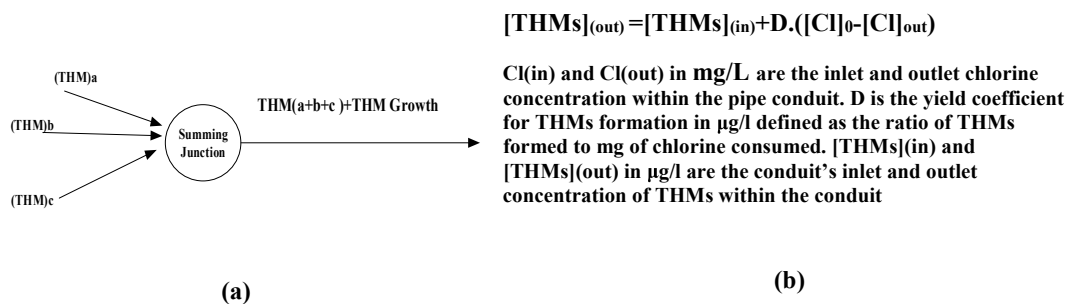 (THM)a
(THM)b
(THM)c
Summing
Junction
THM(a+b+c )+THM Growth
(a)
[THMs](out) =[THMs](in)+D.([Cl]0-[Cl]out)
Cl(in) and Cl(out) in mg/L are the inlet and outlet chlorine
concentration within the pipe conduit. D is the yield coefficient
for THMs formation in µg/l defined as the ratio of THMs
formed to mg of chlorine consumed. [THMs](in) and
[THMs](out) in µg/l are the conduit's inlet and outlet
concentration of THMs within the conduit
(b)